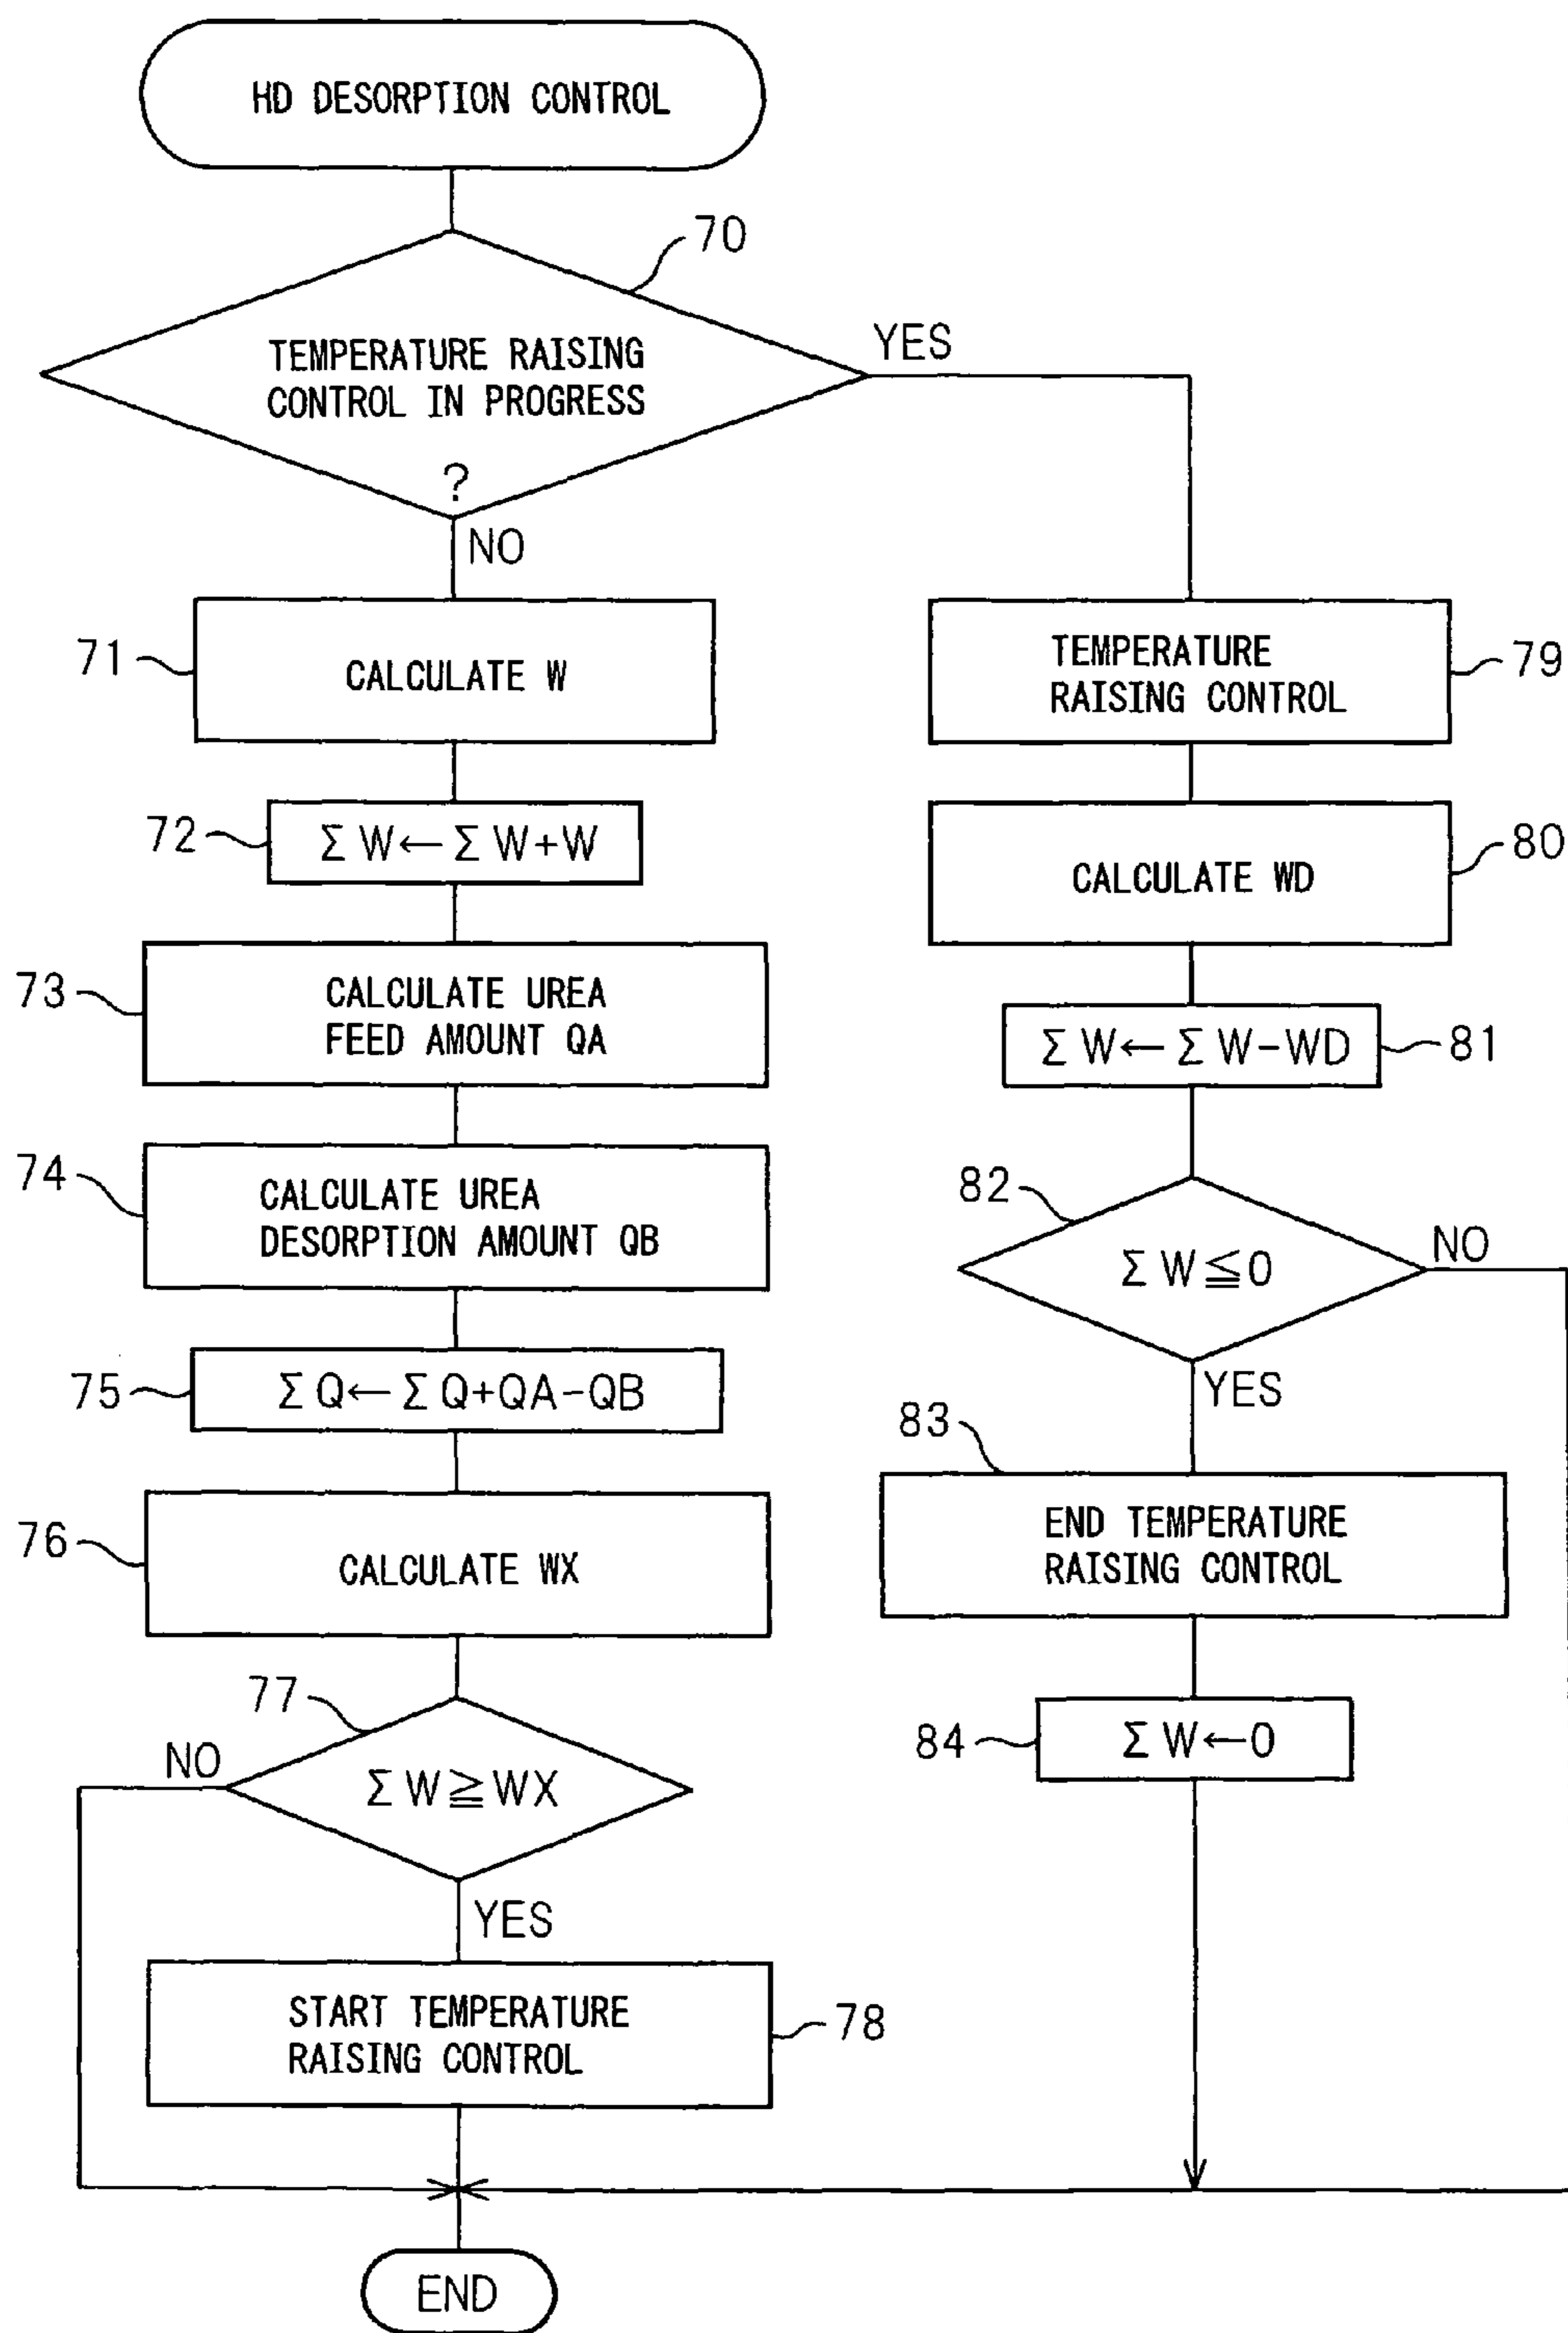 HD DESORPTION CONTROL
70
TEMPERATURE RAISING
CONTROL IN PROGRESS
?
YES
NO
71
CALCULATE W
72
Σ W←Σ W+W
73
CALCULATE UREA
FEED AMOUNT QA
74
CALCULATE UREA
DESORPTION AMOUNT QB
75
Σ Q←Σ Q+QA-QB
76
CALCULATE WX
77
NO
Σ W≧WX
YES
START TEMPERATURE
RAISING CONTROL
78
TEMPERATURE
RAISING CONTROL
79
CALCULATE WD
80
Σ W←Σ W-WD
81
82
Σ W≦0
NO
YES
83
END TEMPERATURE
RAISING CONTROL
84
Σ W←0
END